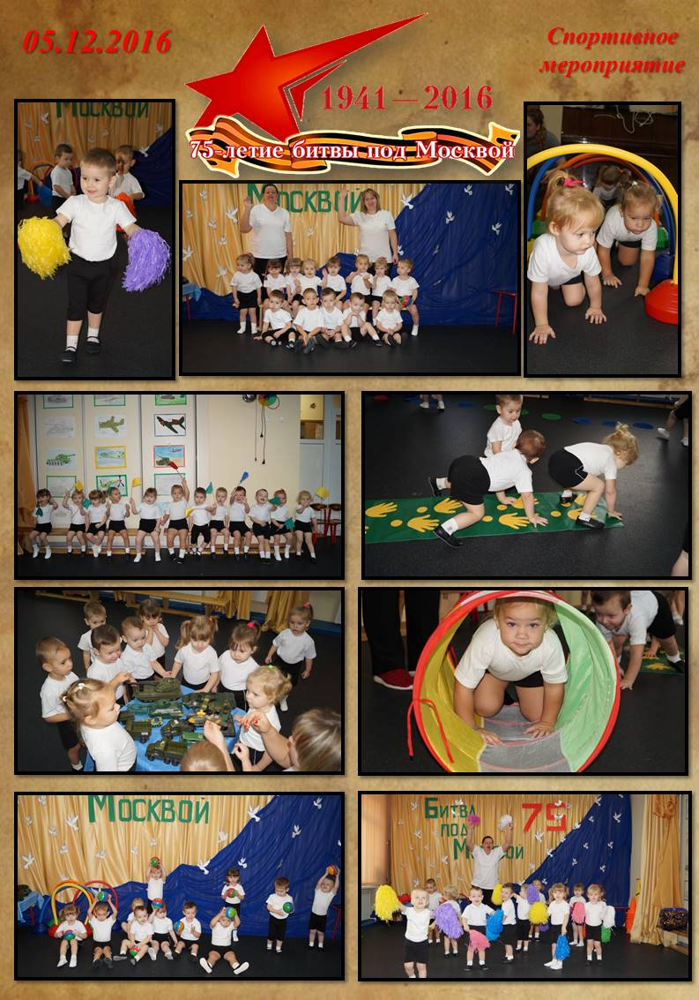 05.12.2016
Спортивное
мероприятие
1941 — 2016
75-летие битвы под Москвой
Москвой
Москвой
Москвой
Битва
под
Москвой
75